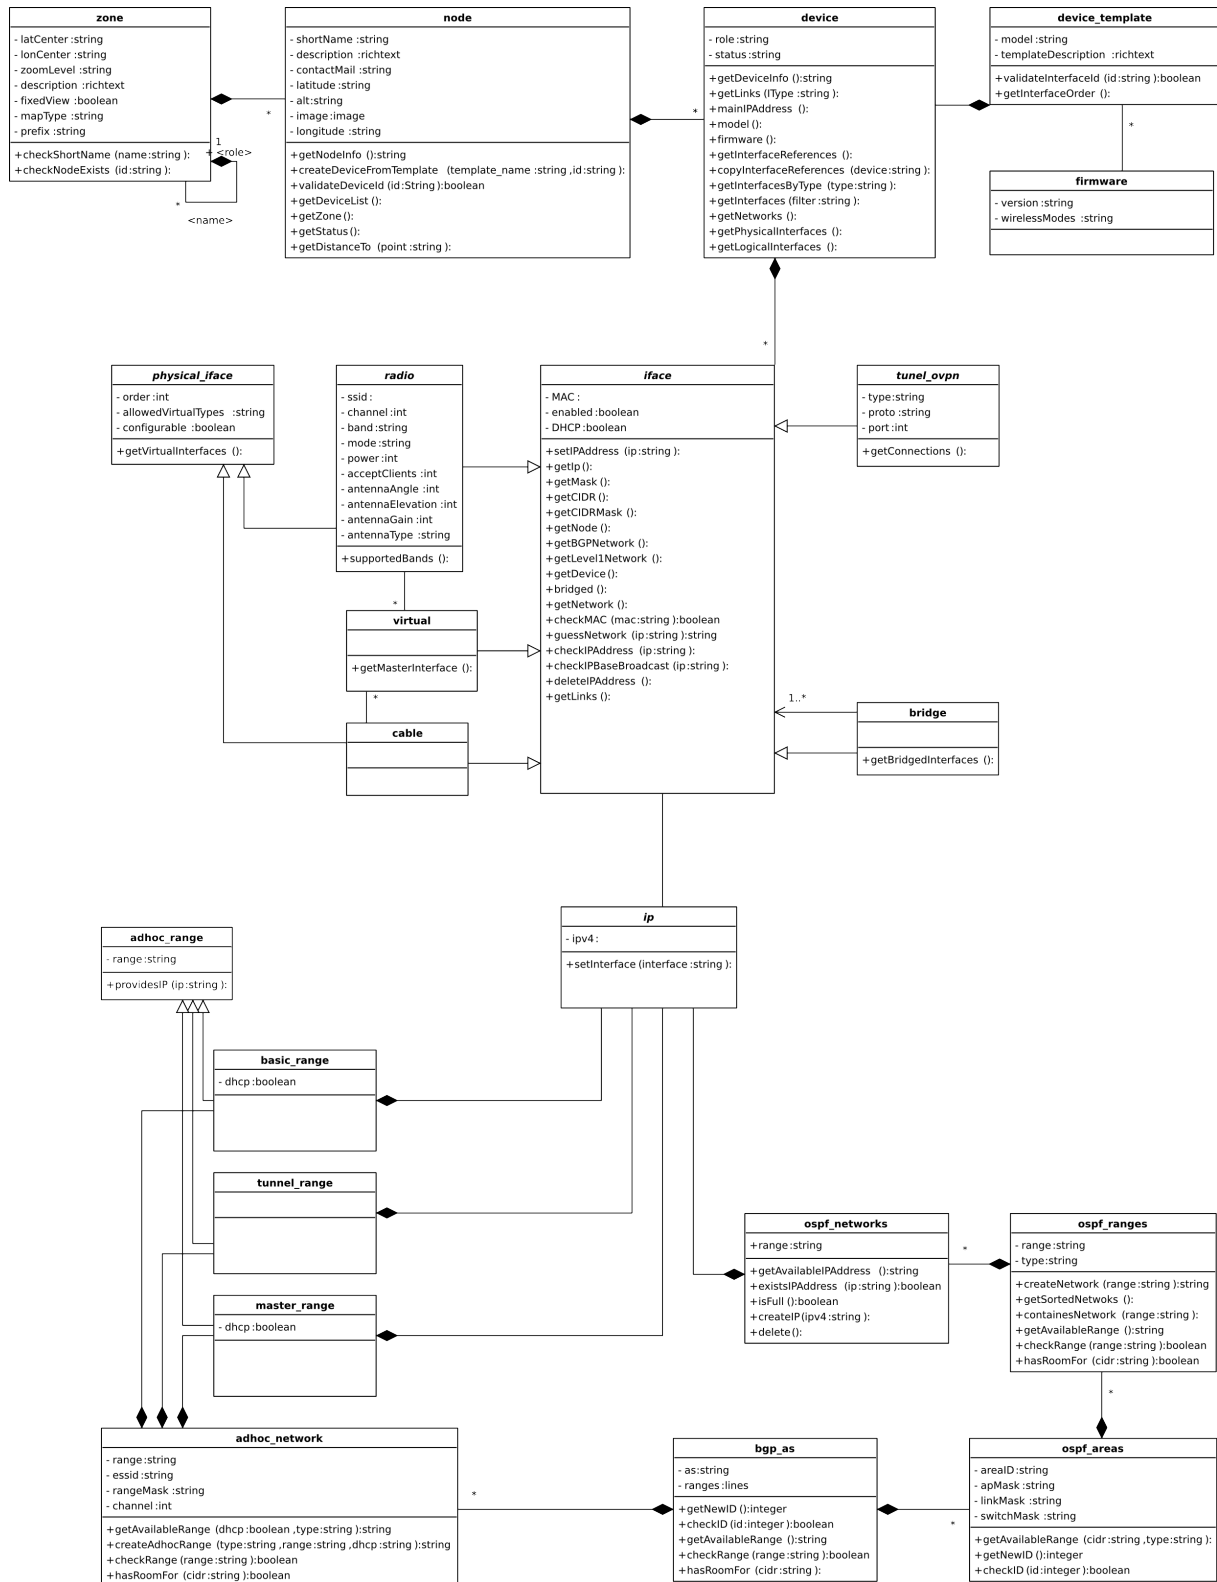 zone
- latCenter :string
- lonCenter :string
- zoomLevel :string
- description :richtext
- fixedView :boolean
- mapType :string
- prefix :string
+checkShortName (name:string ):
+checkNodeExists (id:string ):
1
+ <role>
*
<name>
*
node
- shortName :string
- description :richtext
- contactMail :string
- latitude :string
- alt:string
- image:image
- longitude :string
+getNodeInfo ():string
+createDeviceFromTemplate (template_name :string ,id:string ):
+validateDeviceId (id:String ):boolean
+getDeviceList ():
+getZone ():
+getStatus ():
+getDistanceTo (point :string ):
*
device
- role:string
- status:string
+getDeviceInfo ():string
+getLinks (lType :string ):
+mainIPAddress ():
+model ():
+firmware ():
+getInterfaceReferences ():
+copyInterfaceReferences (device:string ):
+getInterfacesByType (type:string ):
+getInterfaces (filter:string ):
+getNetworks ():
+getPhysicalInterfaces ():
+getLogicalInterfaces ():
device_template
- model:string
- templateDescription :richtext
+validateInterfaceId (id:string ):boolean
+getInterfaceOrder ():
*
firmware
- version :string
- wirelessModes :string
*
physical_iface
- order:int
- allowedVirtualTypes :string
- configurable :boolean
+getVirtualInterfaces ():
radio
- ssid :
- channel :int
- band:string
- mode:string
- power:int
- acceptClients :int
- antennaAngle :int
- antennaElevation :int
- antennaGain :int
- antennaType :string
+supportedBands ():
*
virtual
+getMasterInterface ():
*
cable
iface
- MAC :
- enabled :boolean
- DHCP:boolean
+setIPAddress (ip:string ):
+getIp ():
+getMask ():
+getCIDR ():
+getCIDRMask ():
+getNode ():
+getBGPNetwork ():
+getLevel1Network ():
+getDevice ():
+bridged ():
+getNetwork ():
+checkMAC (mac:string ):boolean
+guessNetwork (ip:string ):string
+checkIPAddress (ip:string ):
+checkIPBaseBroadcast (ip:string ):
+deleteIPAddress ():
+getLinks ():
tunel_ovpn
- type:string
- proto :string
- port:int
+getConnections ():
1..*
bridge
+getBridgedInterfaces ():
ip
- ipv4 :
+setInterface (interface :string ):
adhoc_range
- range:string
+providesIP (ip:string ):
basic_range
- dhcp :boolean
tunnel_range
master_range
- dhcp :boolean
ospf_networks
+range:string
+getAvailableIPAddress ():string
+existsIPAddress (ip:string ):boolean
+isFull ():boolean
+createIP(ipv4 :string ):
+delete ():
*
ospf_ranges
- range:string
- type:string
+createNetwork (range:string ):string
+getSortedNetwoks ():
+containesNetwork (range:string ):
+getAvailableRange ():string
+checkRange (range:string ):boolean
+hasRoomFor (cidr:string ):boolean
*
adhoc_network
- range:string
- essid :string
- rangeMask :string
- channel :int
+getAvailableRange (dhcp :boolean ,type:string ):string
+createAdhocRange (type:string ,range:string ,dhcp :string ):string
+checkRange (range:string ):boolean
+hasRoomFor (cidr :string ):boolean
*
bgp_as
- as:string
- ranges :lines
+getNewID ():integer
+checkID (id:integer ):boolean
+getAvailableRange ():string
+checkRange (range:string ):boolean
+hasRoomFor (cidr:string ):
*
ospf_areas
- areaID :string
- apMask :string
- linkMask :string
- switchMask :string
+getAvailableRange (cidr:string ,type:string ):
+getNewID ():integer
+checkID (id:integer ):boolean